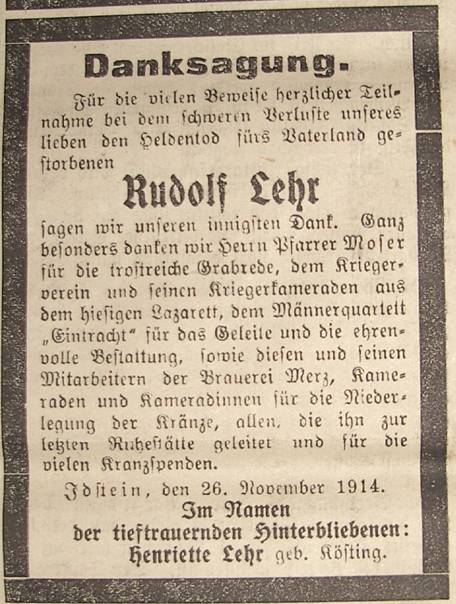 Danksagung.
Für die vielen Beweise herzlicher Teil-
nahme bei dem schweren Verluste unseres
lieben den Heldentod fürs Vaterland ge-
storbenen
Rudolf Lehr
sagen wir unseren innigsten Dank. Ganz
besonders danken wir Herrn Pfarrer Moser
für die trostreiche Grabrede, dem Krieger-
verein und seinen Kriegerkameraden aus
dem hiesigen Lazarett, dem Männerquartett
„Eintracht“ für das Geleite und die ehren-
volle Bestattung, sowie diesen und seinen
Mitarbeitern der Brauerei Merz, Kame-
raden und Kameradinnen für die Nieder-
legung der Kränze, allen, die ihn zur
letzten Ruhestätte geleitet und für die
vielen Kranzspenden.
Idstein, den 26. November 1914.
Im Namen
der tieftrauernden Hinterbliebenen:
Henriette Lehr geb. Kösting.